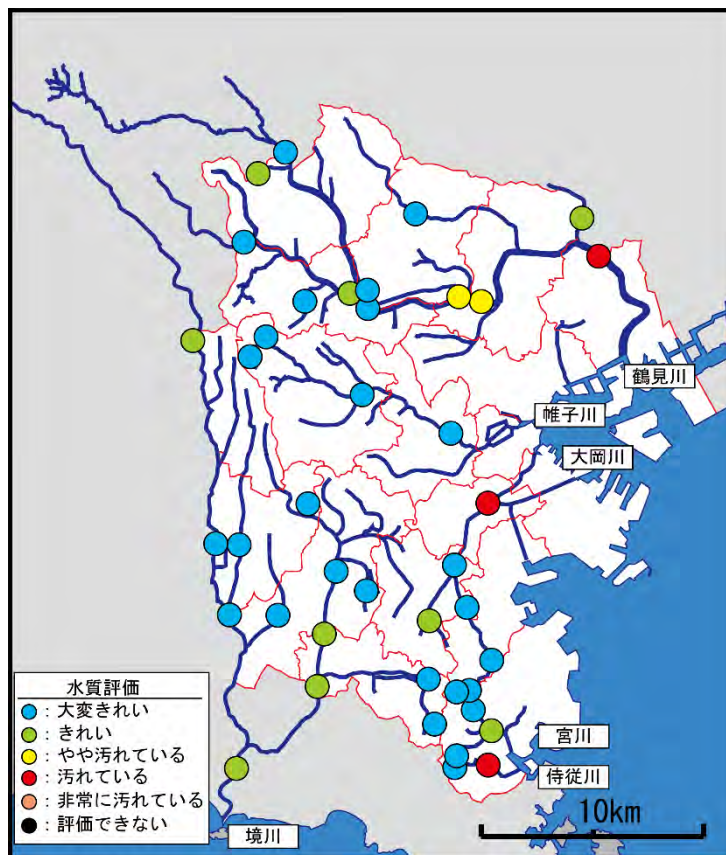 鶴見川
帷子川
大岡川
水質評価
：大変きれい
：きれい
：やや汚れている
：汚れている
：非常に汚れている
：評価できない
宮川
侍従川
10km
境川